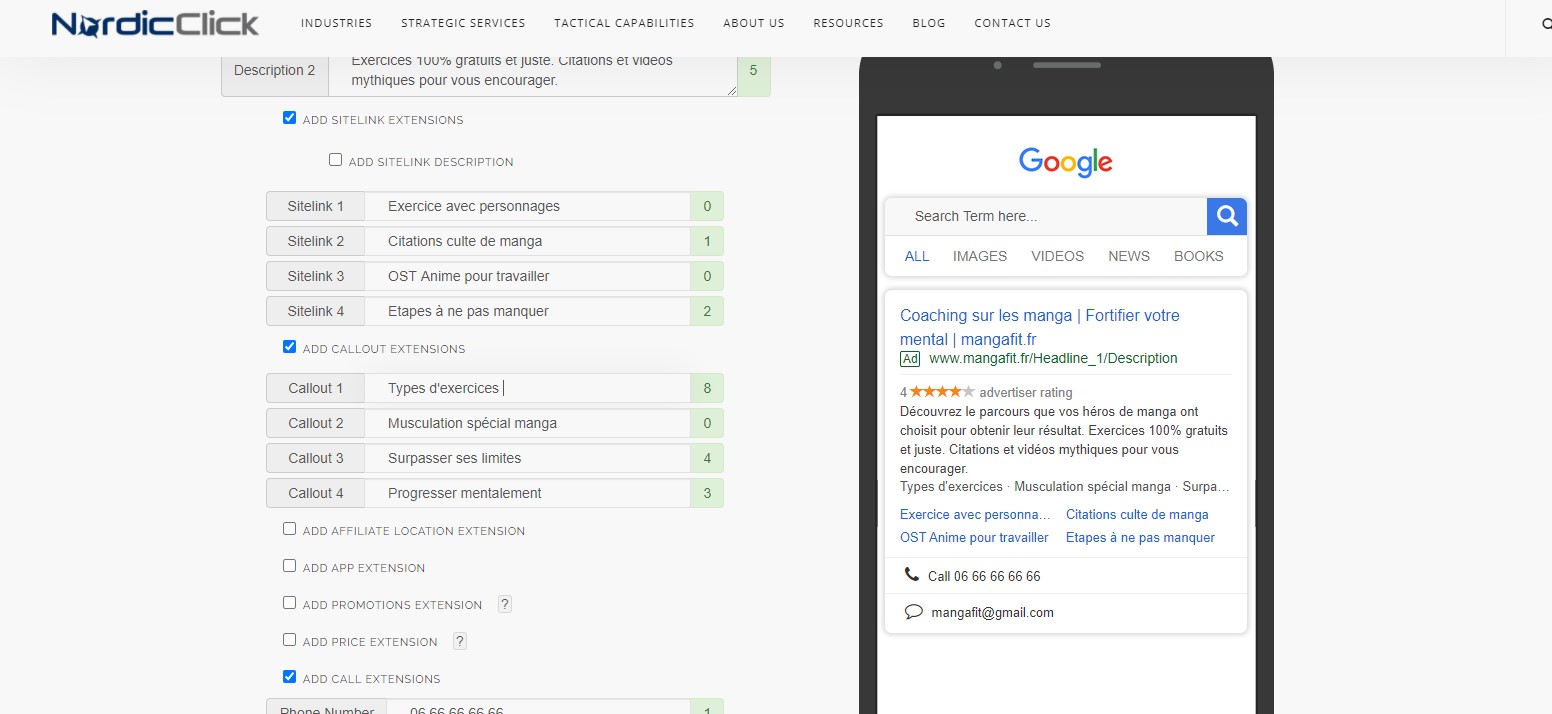 NordicClick
INDUSTRIES STRATEGIC SERVICES TACTICAL CAPABILITIES ABOUT US RESOURCES BLOG CONTACT US
Description 2
Exercices 100% gratuits et juste. Citations et vidéos
mythiques pour vous encourager.
5
ADD SITELINK EXTENSIONS
ADD SITELINK DESCRIPTION
Sitelink 1 Exercice avec personnages 0
Sitelink 2 Citations culte de manga 1
Sitelink 3 OST Anime pour travailler 0
Sitelink 4 Etapes à ne pas manquer 2
ADD CALLOUT EXTENSIONS
Callout 1 Types d'exercices 8
Callout 2 Musculation spécial manga 0
Callout 3 Surpasser ses limites 4
Callout 4 Progresser mentalement 3
ADD AFFILIATE LOCATION EXTENSION
ADD APP EXTENSION
ADD PROMOTIONS EXTENSION ?
ADD PRICE EXTENSION ?
ADD CALL EXTENSIONS
Phone Number 06 66 66 66 66 1
Google
Search Term here...
ALL IMAGES VIDEOS NEWS BOOKS
Coaching sur les manga | Fortifier votre
mental | mangafit.fr
Ad www.mangafit.fr/Headline_1/Description
4 advertiser rating
Découvrez le parcours que vos héros de manga ont
choisit pour obtenir leur résultat. Exercices 100% gratuits
et juste. Citations et vidéos mythiques pour vous
encourager.
Types d'exercices · Musculation spécial manga · Surpa...
Exercice avec personna... Citations culte de manga
OST Anime pour travailler Etapes à ne pas manquer
Call 06 66 66 66 66
mangafit@gmail.com